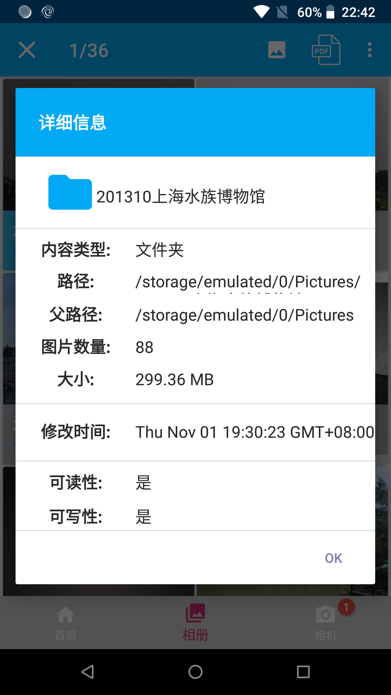 60% 22:42
1/36
PDF
详细信息
201310上海水族博物馆
内容类型: 文件夹
路径: /storage/emulated/0/Pictures/
父路径: /storage/emulated/0/Pictures
图片数量: 88
大小: 299.36 MB
修改时间: Thu Nov 01 19:30:23 GMT+08:00
可读性: 是
可写性: 是
OK
1
首页 相册 相机